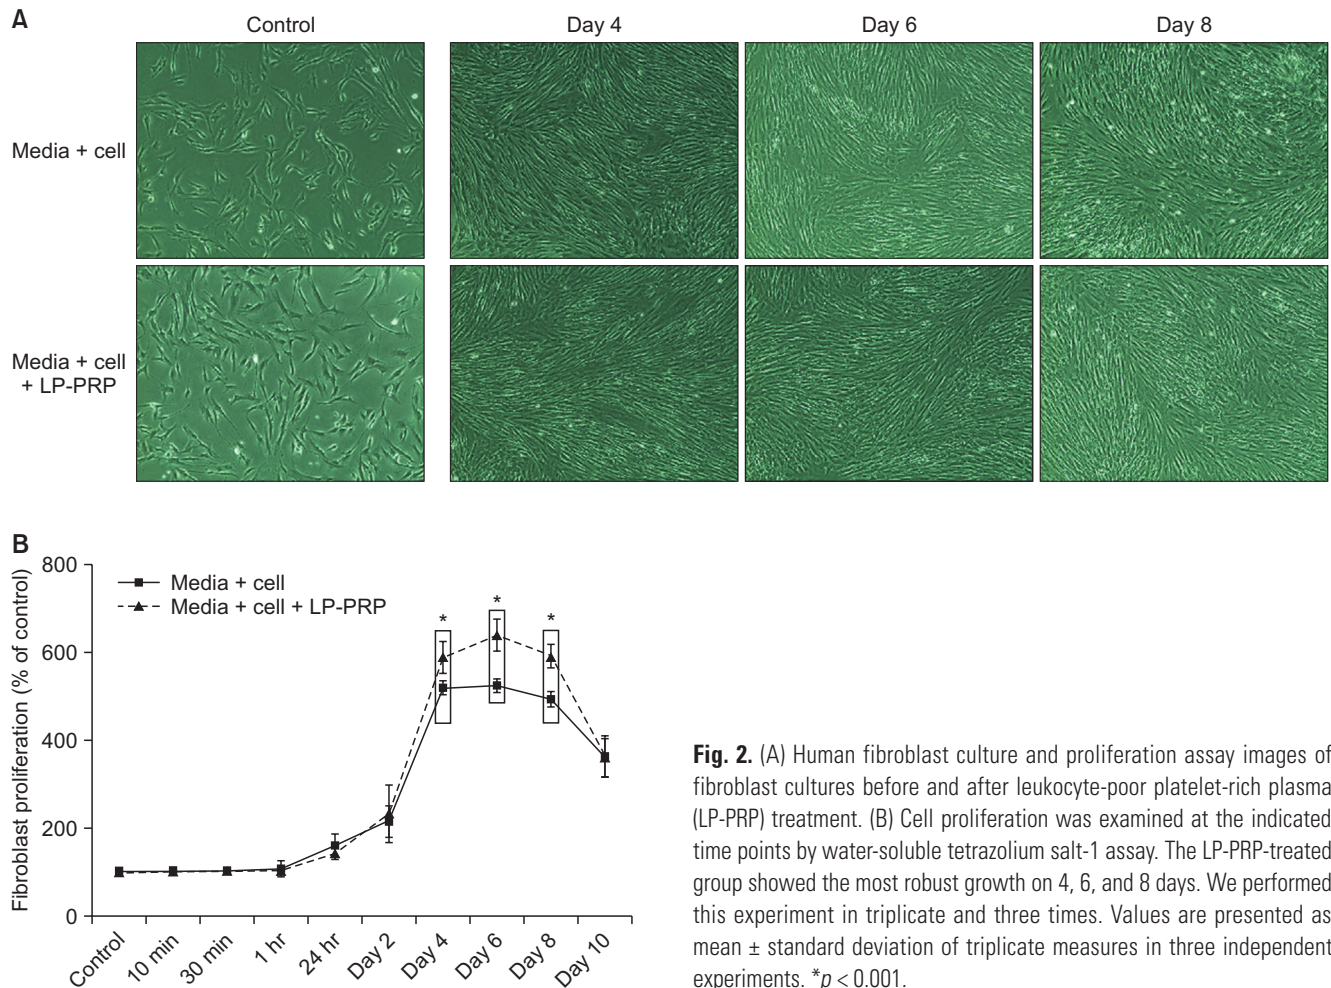 A
Control
Day 4
Day 6
Day 8
Media + cell
Media + cell
+ LP-PRP
B
Fibroblast proliferation (% of control)
800
600
400
200
0
Media + cell
Media + cell + LP-PRP
*
*
*
Control
10 min
30 min
1 hr
24 hr
Day 2
Day 4
Day 6
Day 8
Day 10
Fig. 2. (A) Human fibroblast culture and proliferation assay images of
fibroblast cultures before and after leukocyte-poor platelet-rich plasma
(LP-PRP) treatment. (B) Cell proliferation was examined at the indicated
time points by water-soluble tetrazolium salt-1 assay. The LP-PRP-treated
group showed the most robust growth on 4, 6, and 8 days. We performed
this experiment in triplicate and three times. Values are presented as
mean ± standard deviation of triplicate measures in three independent
experiments. *p < 0.001.